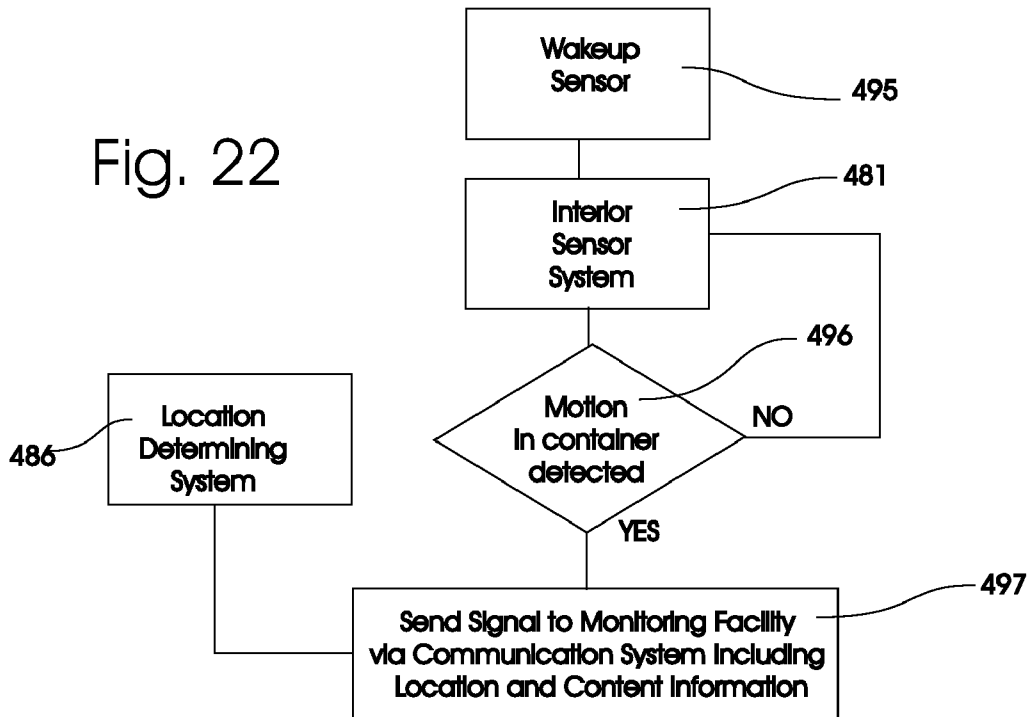 Wakeup
Sensor
495
Fig. 22
481
Interior
Sensor
System
496
Motion
in container
detected
NO
Location
Determining
System
486
YES
497
Send Signal to Monitoring Facility
via Communication System Including
Location and Content Information